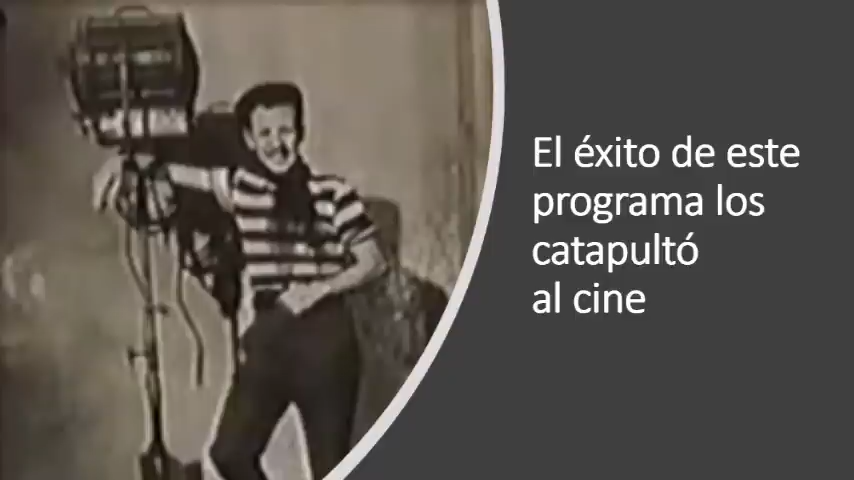 El éxito de este
programa los
catapultó
al cine